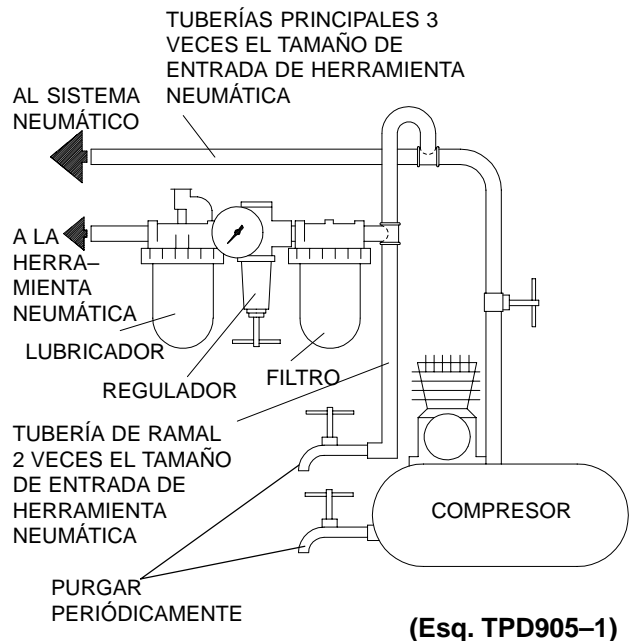 TUBERÍAS PRINCIPALES 3
VECES EL TAMAÑO DE
ENTRADA DE HERRAMIENTA
NEUMÁTICA
AL SISTEMA
NEUMÁTICO
A LA
HERRA–
MIENTA
NEUMÁTICA
LUBRICADOR
REGULADOR
FILTRO
TUBERÍA DE RAMAL
2 VECES EL TAMAÑO
DE ENTRADA DE
HERRAMIENTA
NEUMÁTICA
COMPRESOR
PURGAR
PERIÓDICAMENTE
(Esq. TPD905–1)